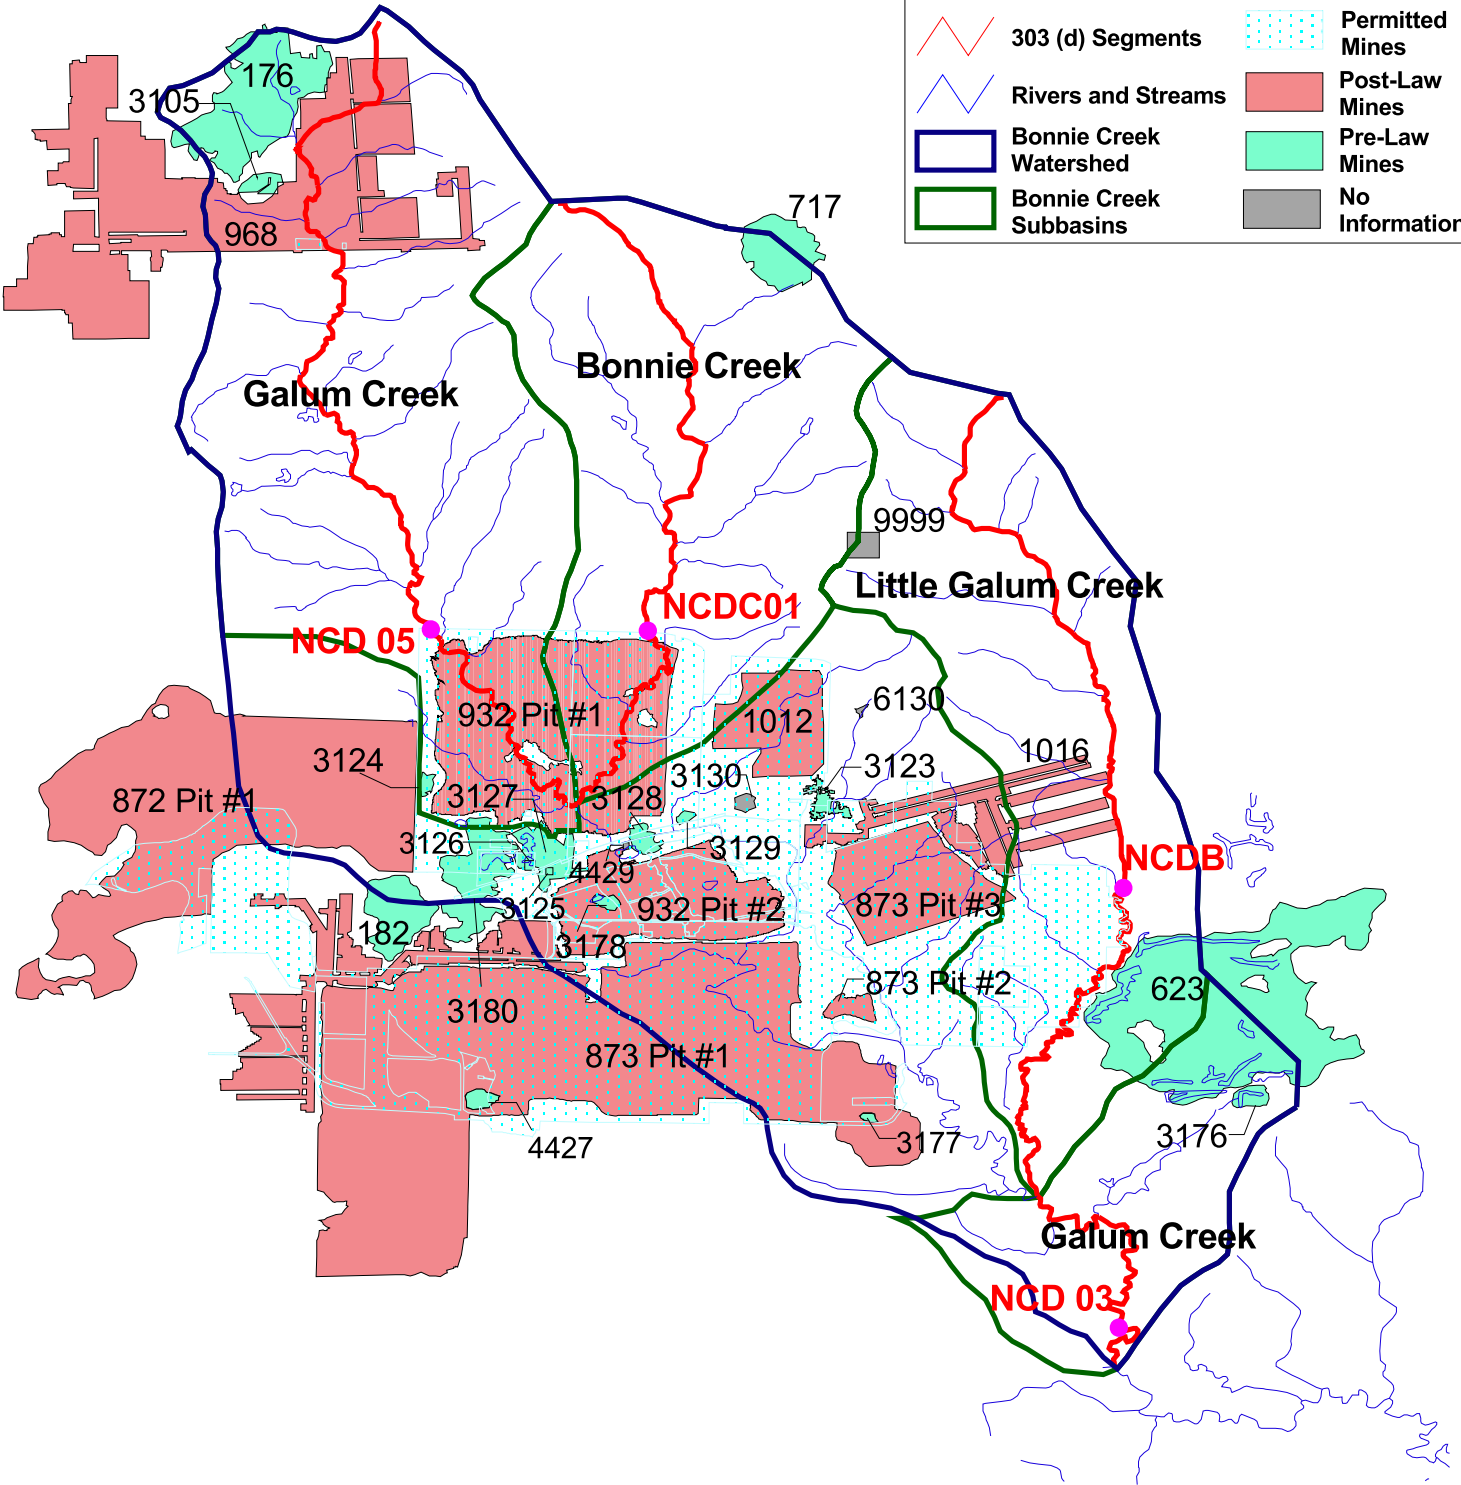 303 (d) Segments
Rivers and Streams
Bonnie Creek
Watershed
Bonnie Creek
Subbasins
Permitted
Mines
Post-Law
Mines
Pre-Law
Mines
No
Information
176
3105
968
717
Bonnie Creek
Galum Creek
9999
Little Galum Creek
NCDC01
NCD 05
6130
932 Pit #1
1012
1016
3124
3123
3130
3127
3128
872 Pit #1
3126
3129
NCDB
4429
3125
932 Pit #2
873 Pit #3
182
3178
873 Pit #2
623
3180
873 Pit #1
4427
3177
3176
Galum Creek
NCD 03